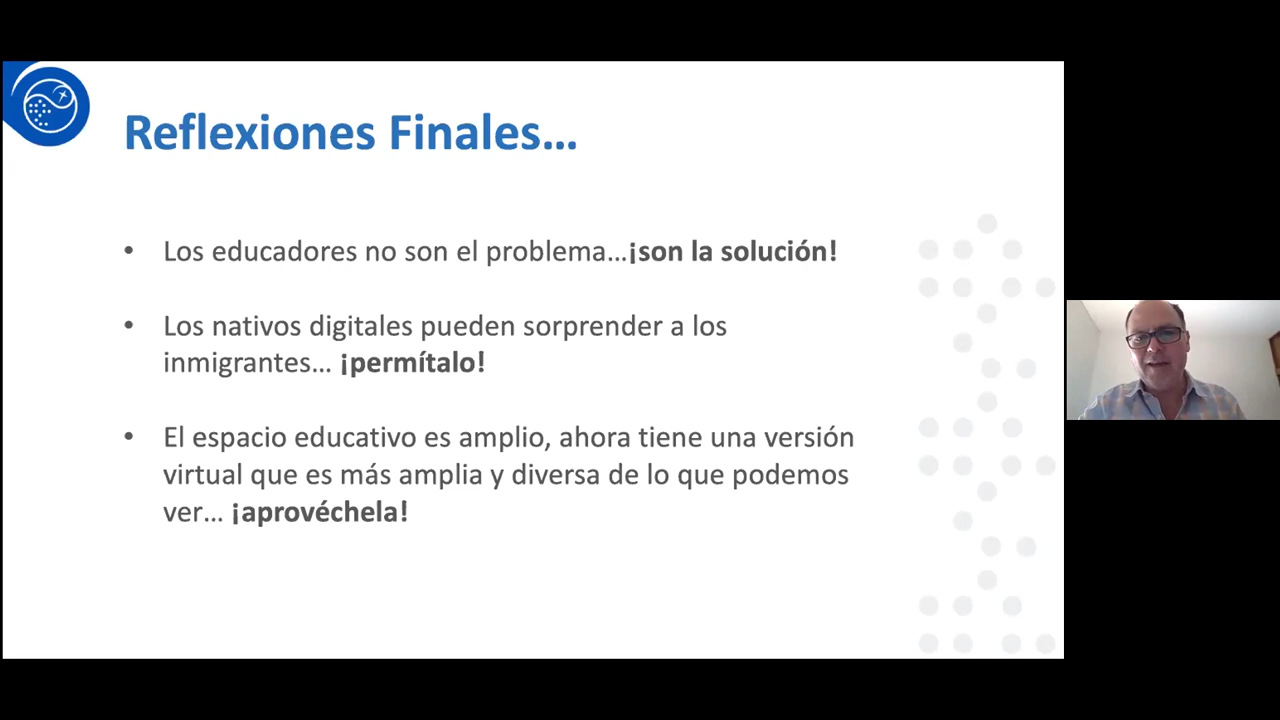 Reflexiones Finales…
• Los educadores no son el problema…¡son la solución!
• Los nativos digitales pueden sorprender a los
inmigrantes… ¡permítalo!
• El espacio educativo es amplio, ahora tiene una versión
virtual que es más amplia y diversa de lo que podemos
ver… ¡aprovéchela!